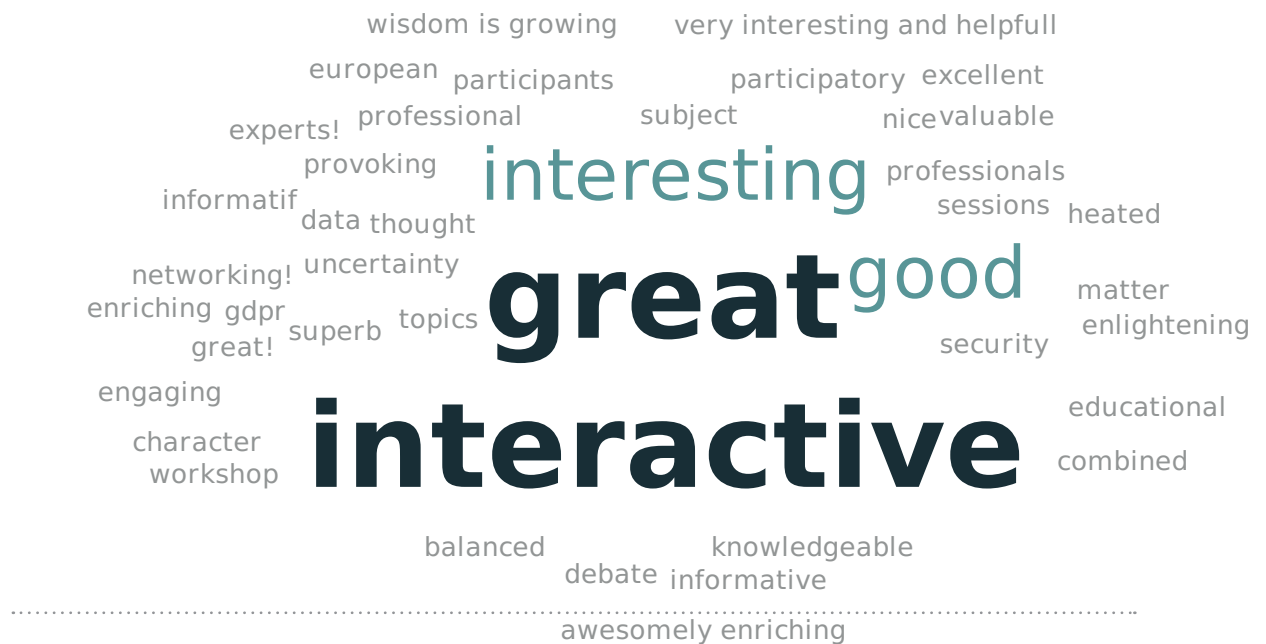 wisdom is growing
very interesting and helpfull
european
participants
participatory
excellent
experts!
professional
subject
nice
valuable
provoking
interesting
professionals
informatif
data
thought
sessions
heated
networking!
uncertainty
great
good
matter
enriching
gdpr
superb
topics
enlightening
great!
security
engaging
interactive
educational
character
combined
workshop
balanced
knowledgeable
debate
informative
awesomely enriching